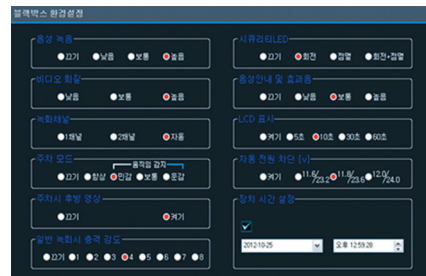 블랙박스 환경설정
음성 녹음
끄기 낮음 보통 높음
비디오 화질
낮음 보통 높음
녹화채널
1채널 2채널 자동
주차 모드
움직임 감지
끄기 항상 민감 보통 둔감
주차시 후방 영상
끄기 켜기
일반 녹화시 충격 감도
끄기 1 2 3 4 5 6 7 8
시큐리티LED
끄기 회전 점멸 회전+점멸
음성안내 및 효과음
끄기 낮음 보통 높음
LCD 표시
켜기 5초 10초 30초 60초
자동 전원 차단 [v]
켜기 11.6/23.2 11.8/23.6 12.0/24.0
장치 시간 설정
2012-10-25 오후 12:59:28